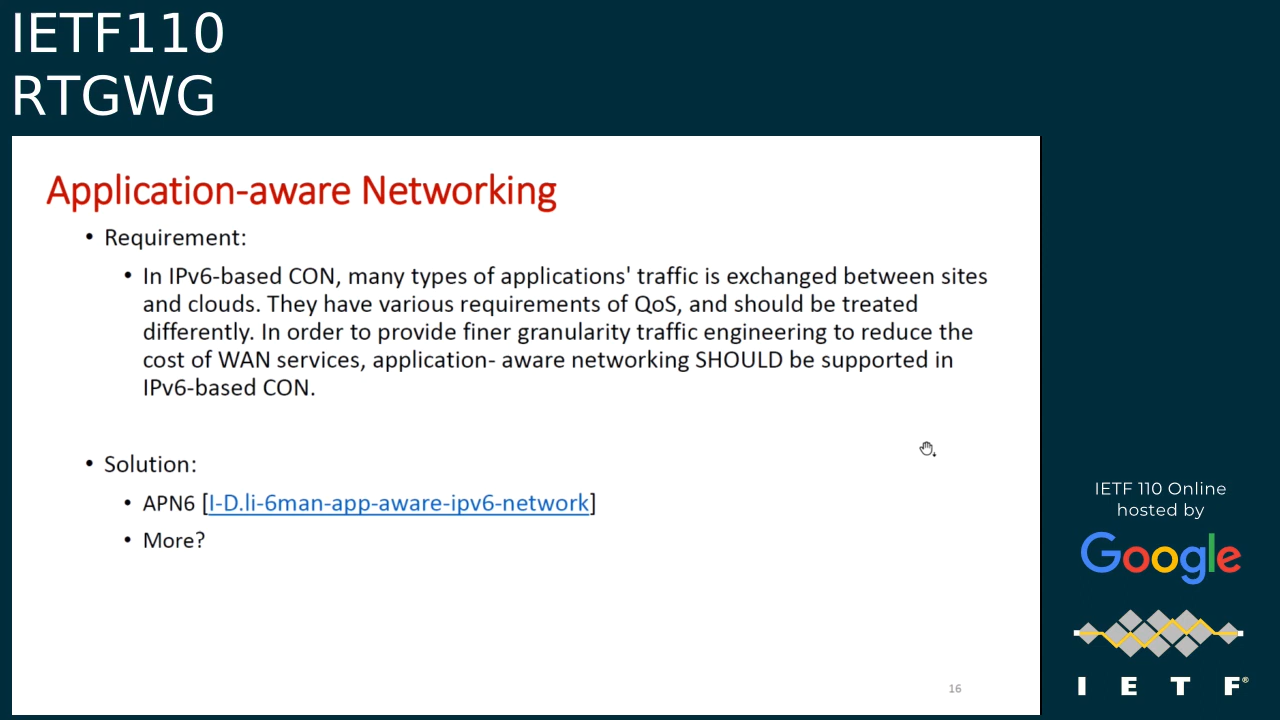 IETF110
RTGWG
Application-aware Networking
• Requirement:
• In IPv6-based CON, many types of applications' traffic is exchanged between sites
and clouds. They have various requirements of QoS, and should be treated
differently. In order to provide finer granularity traffic engineering to reduce the
cost of WAN services, application- aware networking SHOULD be supported in
IPv6-based CON.
• Solution:
• APN6 [I-D.li-6man-app-aware-ipv6-network]
• More?
16
IETF 110 Online
hosted by
Google
I E T F®